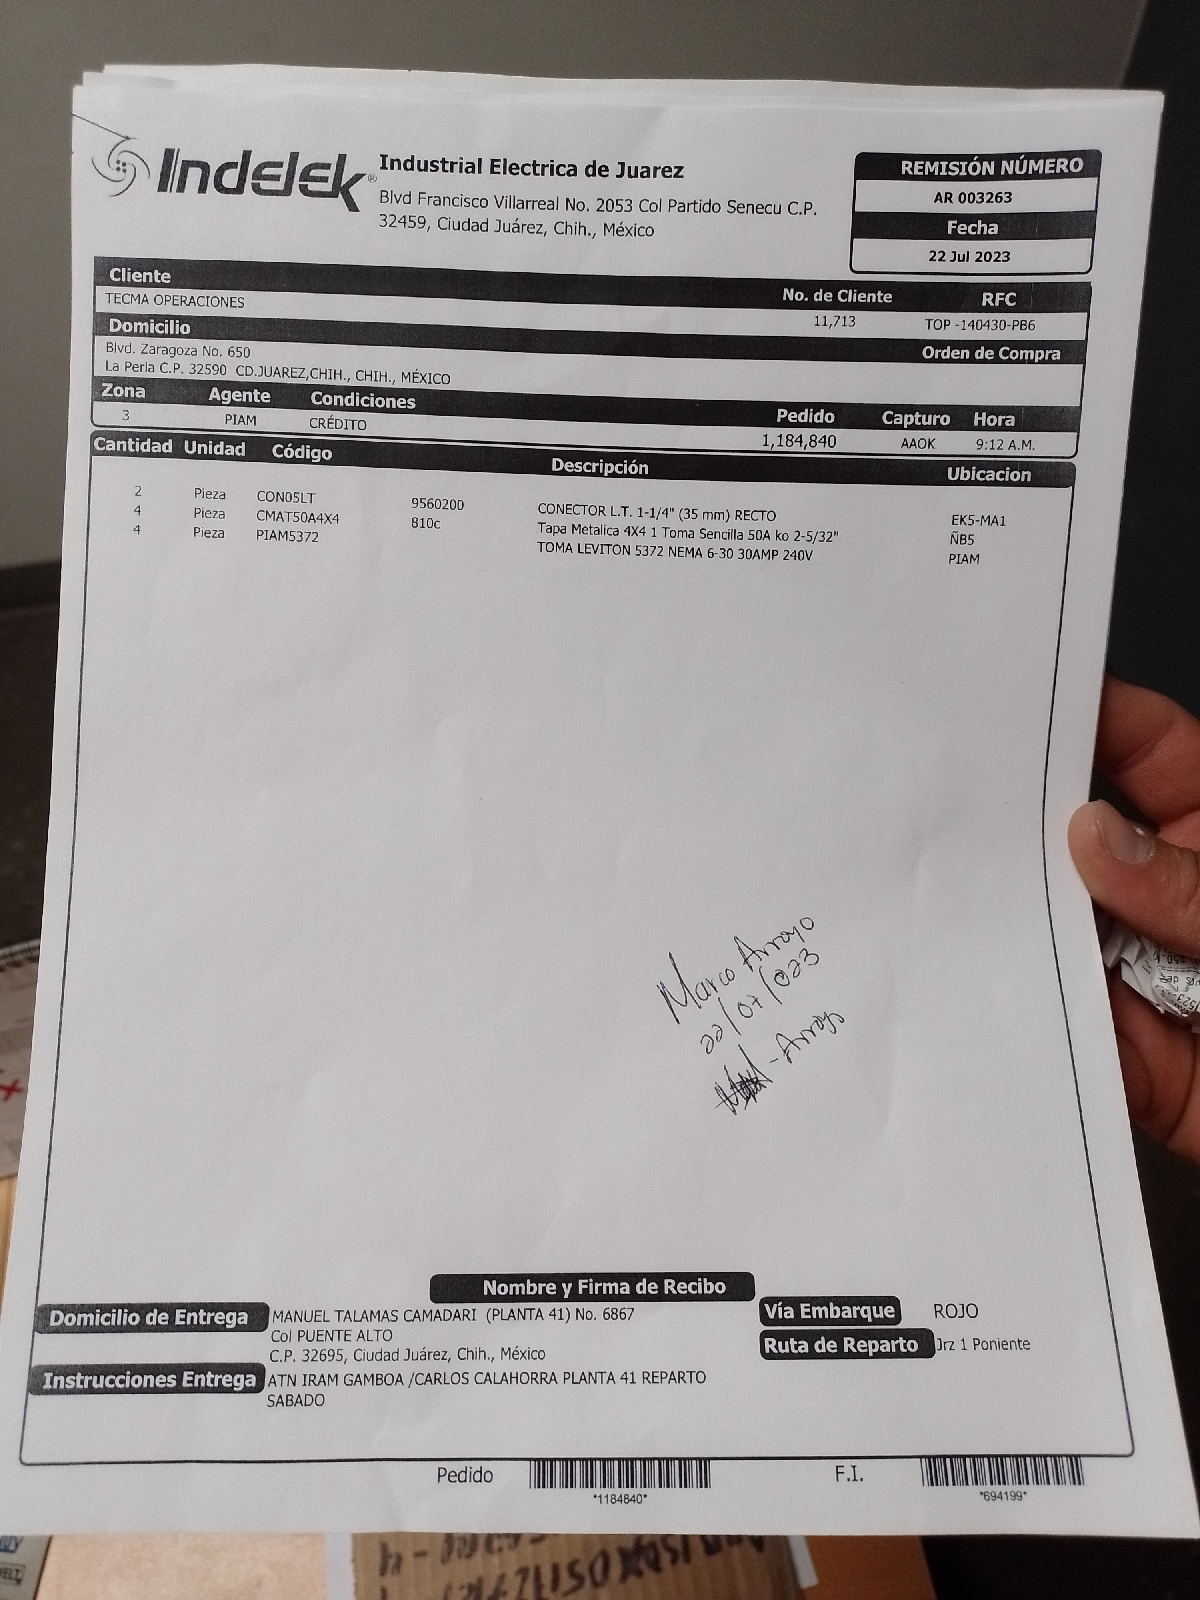 Indelek®
Industrial Electrica de Juarez
Blvd Francisco Villarreal No. 2053 Col Partido Senecu C.P.
32459, Ciudad Juárez, Chih., México
REMISIÓN NÚMERO
AR 003263
Fecha
22 Jul 2023
Cliente No. de Cliente RFC
TECMA OPERACIONES 11,713 TOP -140430-PB6
Domicilio Orden de Compra
Blvd. Zaragoza No. 650
La Perla C.P. 32590 CD.JUAREZ,CHIH., CHIH., MÉXICO
Zona Agente Condiciones Pedido Capturo Hora
3 PIAM CRÉDITO 1,184,840 AAOK 9:12 A.M.
Cantidad Unidad Código Descripción Ubicacion
2 Pieza CON05LT 9560200 CONECTOR L.T. 1-1/4" (35 mm) RECTO EK5-MA1
4 Pieza CMAT50A4X4 810c Tapa Metalica 4X4 1 Toma Sencilla 50A ko 2-5/32" ÑB5
4 Pieza PIAM5372 TOMA LEVITON 5372 NEMA 6-30 30AMP 240V PIAM
Marco Arroyo
22/07/023
Arroyo
Nombre y Firma de Recibo
Domicilio de Entrega MANUEL TALAMAS CAMADARI (PLANTA 41) No. 6867
Col PUENTE ALTO
C.P. 32695, Ciudad Juárez, Chih., México
Vía Embarque ROJO
Ruta de Reparto Jrz 1 Poniente
Instrucciones Entrega ATN IRAM GAMBOA /CARLOS CALAHORRA PLANTA 41 REPARTO
SABADO
Pedido *1184840* F.I. *694199*